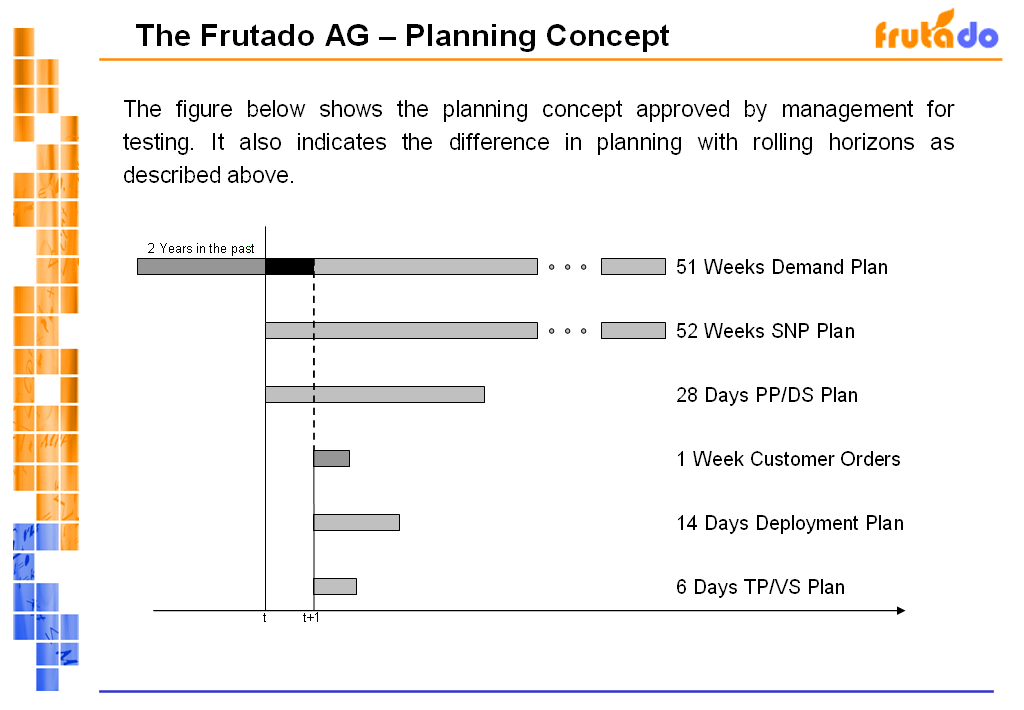 The Frutado AG – Planning Concept
frutado
The figure below shows the planning concept approved by management for
testing. It also indicates the difference in planning with rolling horizons as
described above.
2 Years in the past
51 Weeks Demand Plan
52 Weeks SNP Plan
28 Days PP/DS Plan
1 Week Customer Orders
14 Days Deployment Plan
6 Days TP/VS Plan
t
t+1